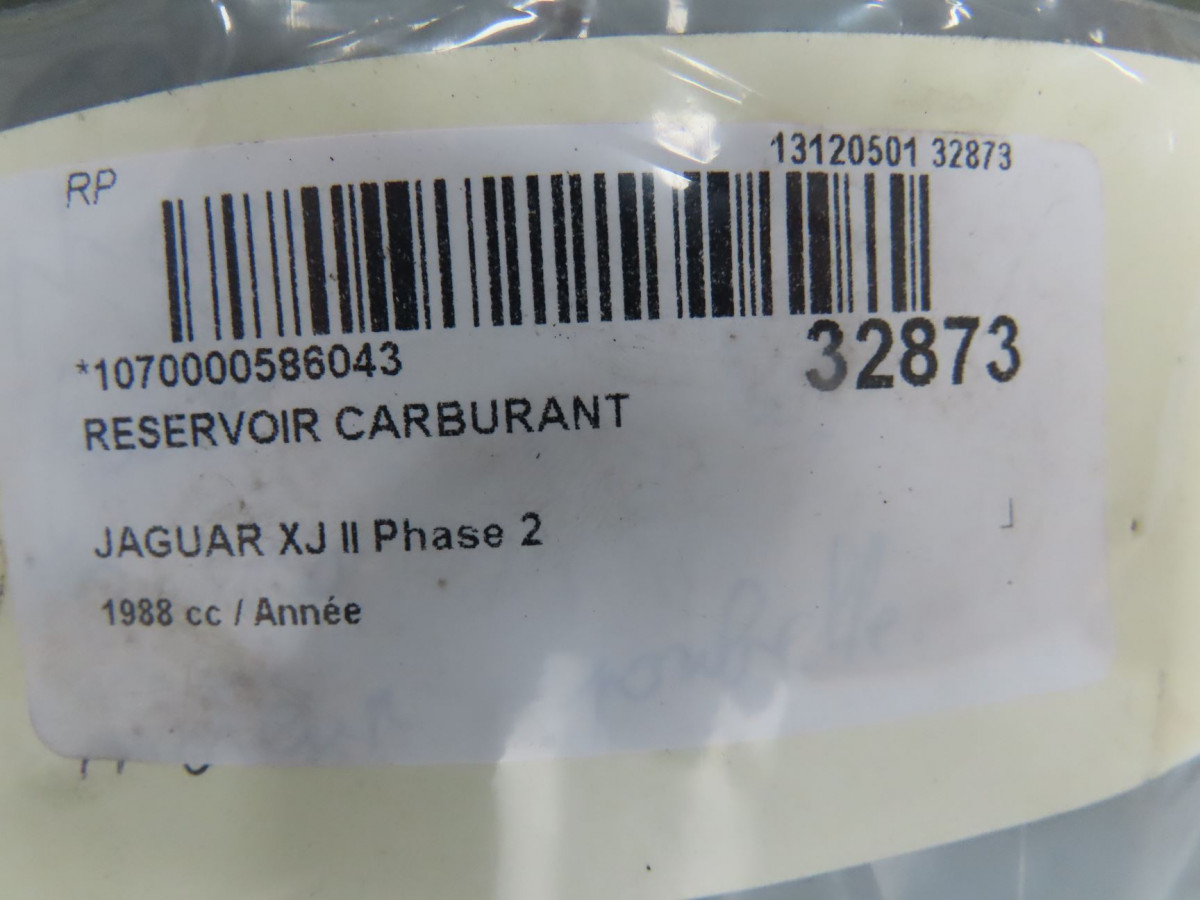 13120501 32873
RP
*1070000586043
32873
RESERVOIR CARBURANT
JAGUAR XJ II Phase 2
1988 cc / Année